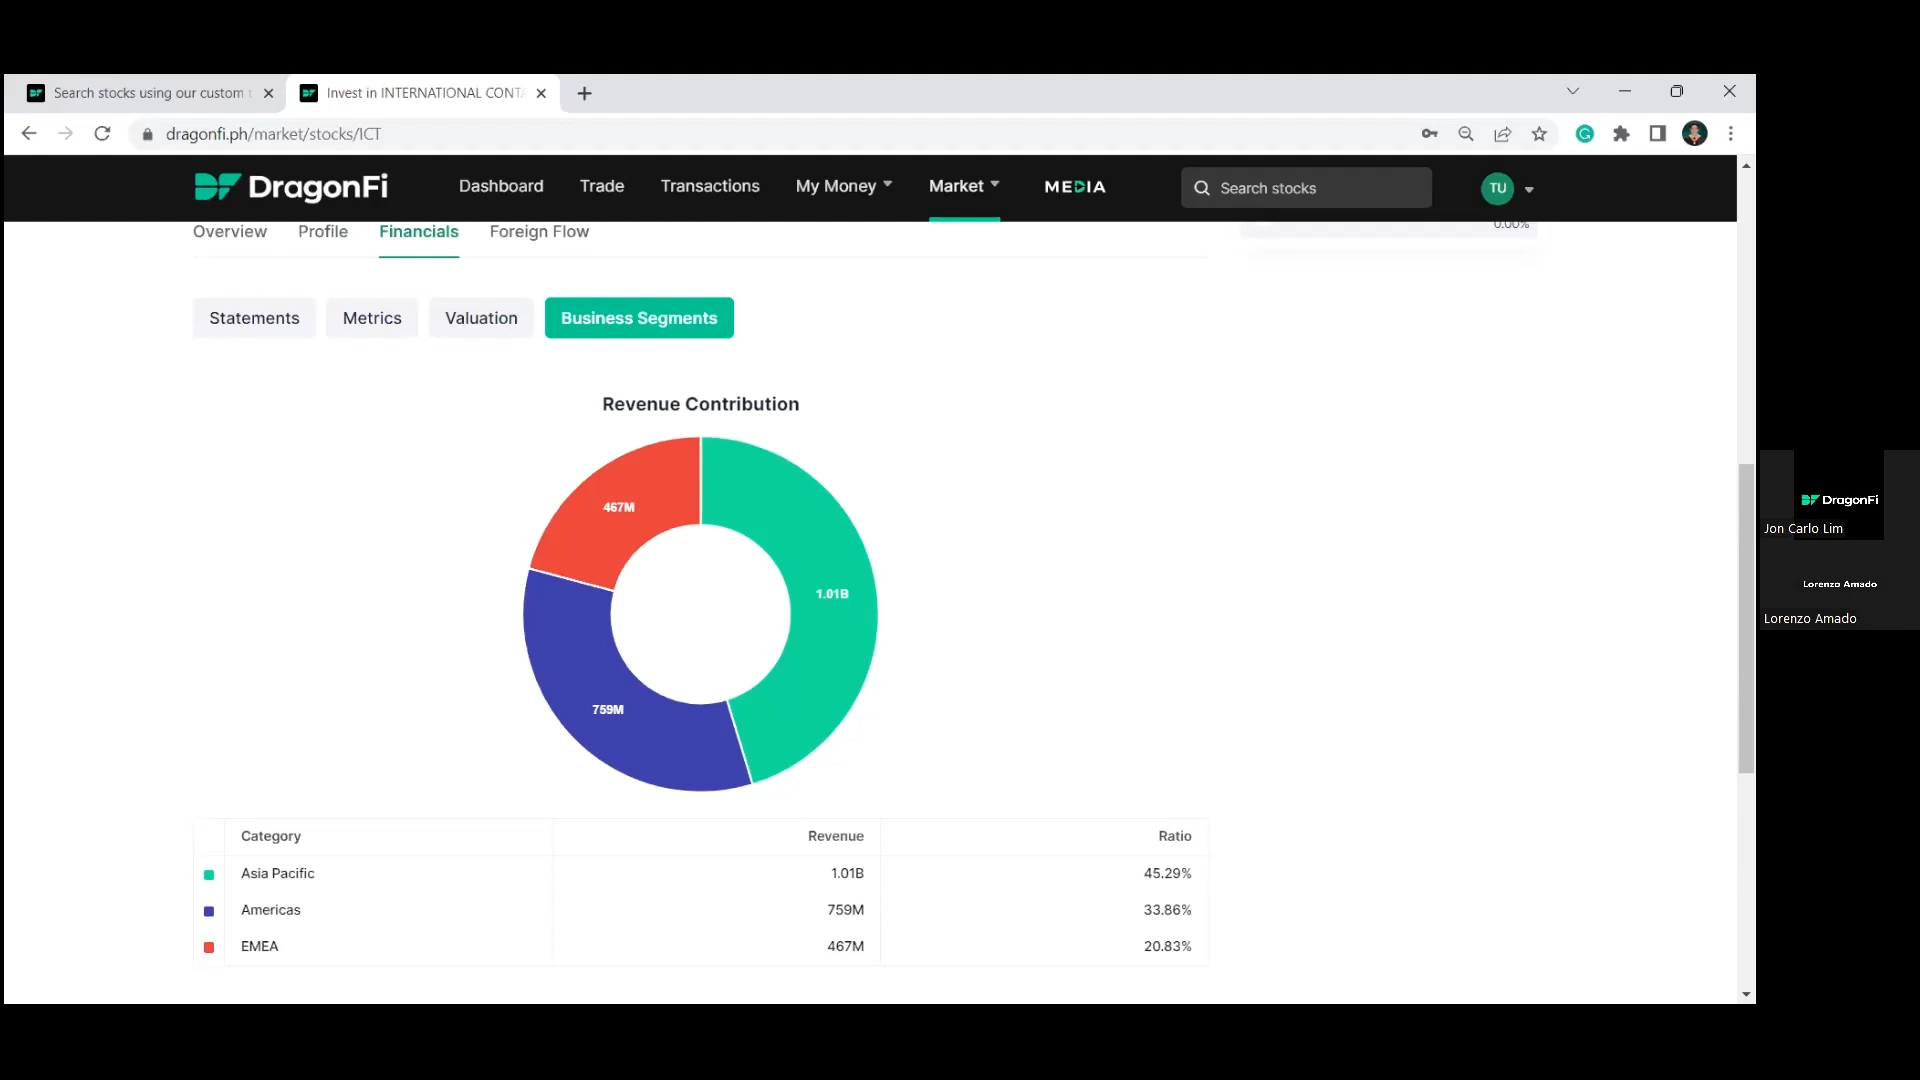 Search stocks using our custom
Invest in INTERNATIONAL CONTA
dragonfi.ph/market/stocks/ICT
DragonFi
Dashboard
Trade
Transactions
My Money
Market
MEDIA
Search stocks
TU
Overview
Profile
Financials
Foreign Flow
0.00%
Statements
Metrics
Valuation
Business Segments
Revenue Contribution
467M
1.01B
759M
Category Revenue Ratio
Asia Pacific 1.01B 45.29%
Americas 759M 33.86%
EMEA 467M 20.83%
DragonFi
Jon Carlo Lim
Lorenzo Amado
Lorenzo Amado